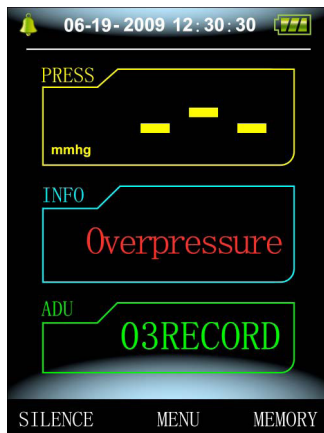 06-19-2009 12:30:30
PRESS
- - -
mmhg
INFO
Overpressure
ADU
03RECORD
SILENCE MENU MEMORY